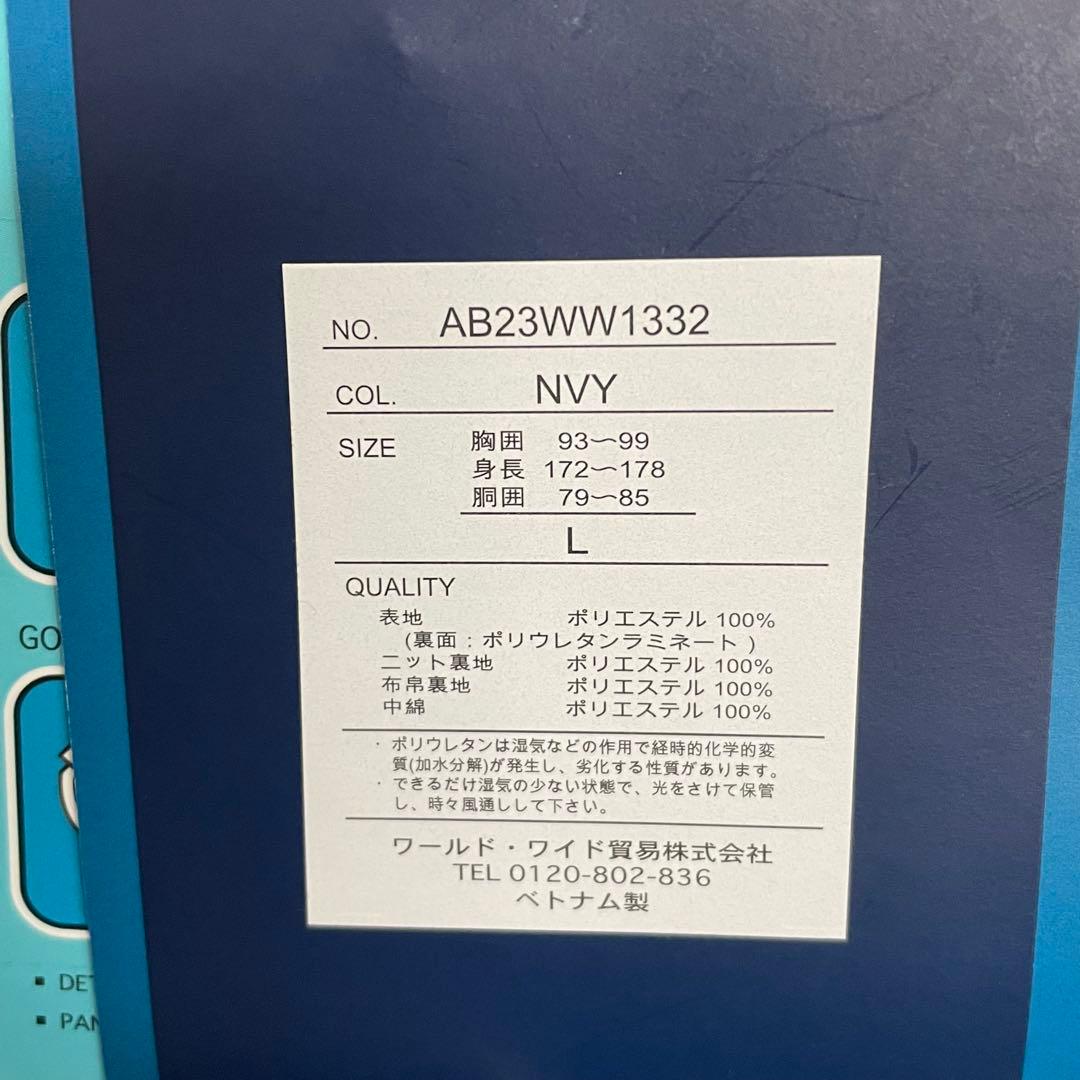 NO. AB23WW1332
COL. NVY
SIZE 胸囲 93〜99
身長 172〜178
胴囲 79〜85
L
QUALITY
表地 ポリエステル 100%
(裏面：ポリウレタンラミネート)
ニット裏地 ポリエステル 100%
布帛裏地 ポリエステル 100%
中綿 ポリエステル 100%
・ポリウレタンは湿気などの作用で経時的化学的変
質(加水分解)が発生し、劣化する性質があります。
・できるだけ湿気の少ない状態で、光をさけて保管
し、時々風通しして下さい。
ワールド・ワイド貿易株式会社
TEL 0120-802-836
ベトナム製
GO
▪ DET
▪ PAN